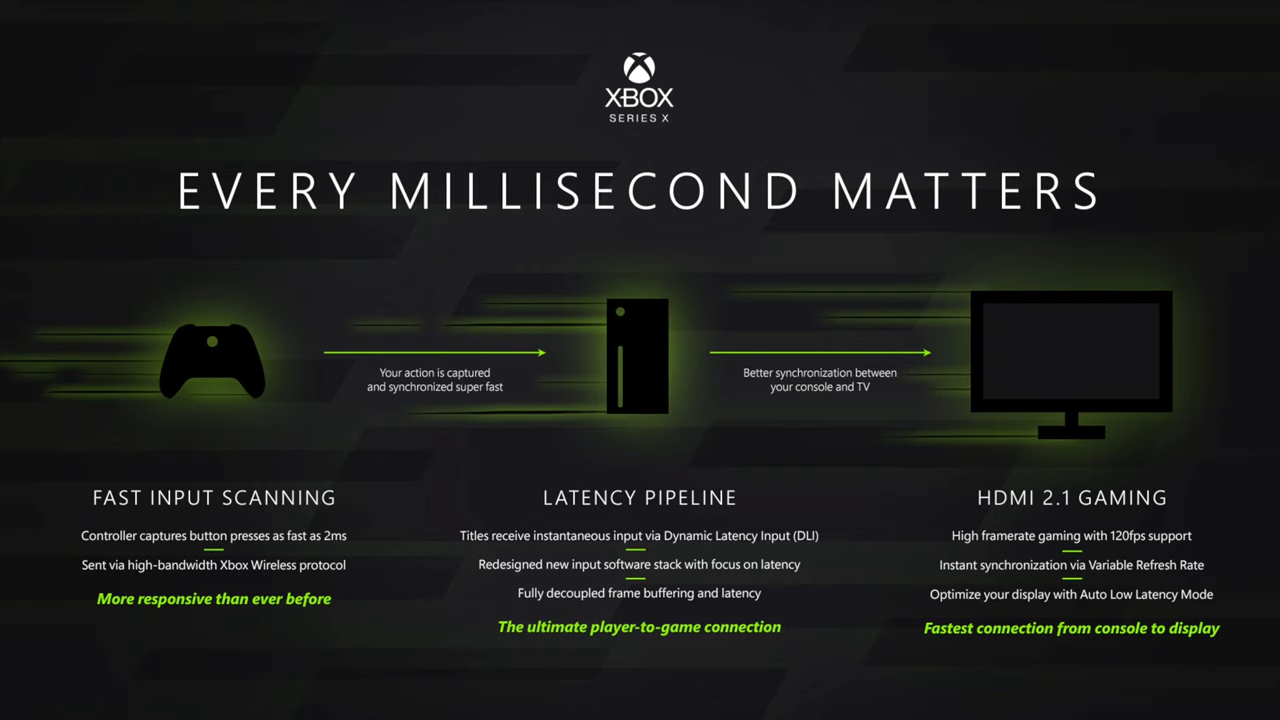 XBOX
SERIES X
EVERY MILLISECOND MATTERS
Your action is captured
and synchronized super fast
Better synchronization between
your console and TV
FAST INPUT SCANNING
Controller captures button presses as fast as 2ms
Sent via high-bandwidth Xbox Wireless protocol
More responsive than ever before
LATENCY PIPELINE
Titles receive instantaneous input via Dynamic Latency Input (DLI)
Redesigned new input software stack with focus on latency
Fully decoupled frame buffering and latency
The ultimate player-to-game connection
HDMI 2.1 GAMING
High framerate gaming with 120fps support
Instant synchronization via Variable Refresh Rate
Optimize your display with Auto Low Latency Mode
Fastest connection from console to display